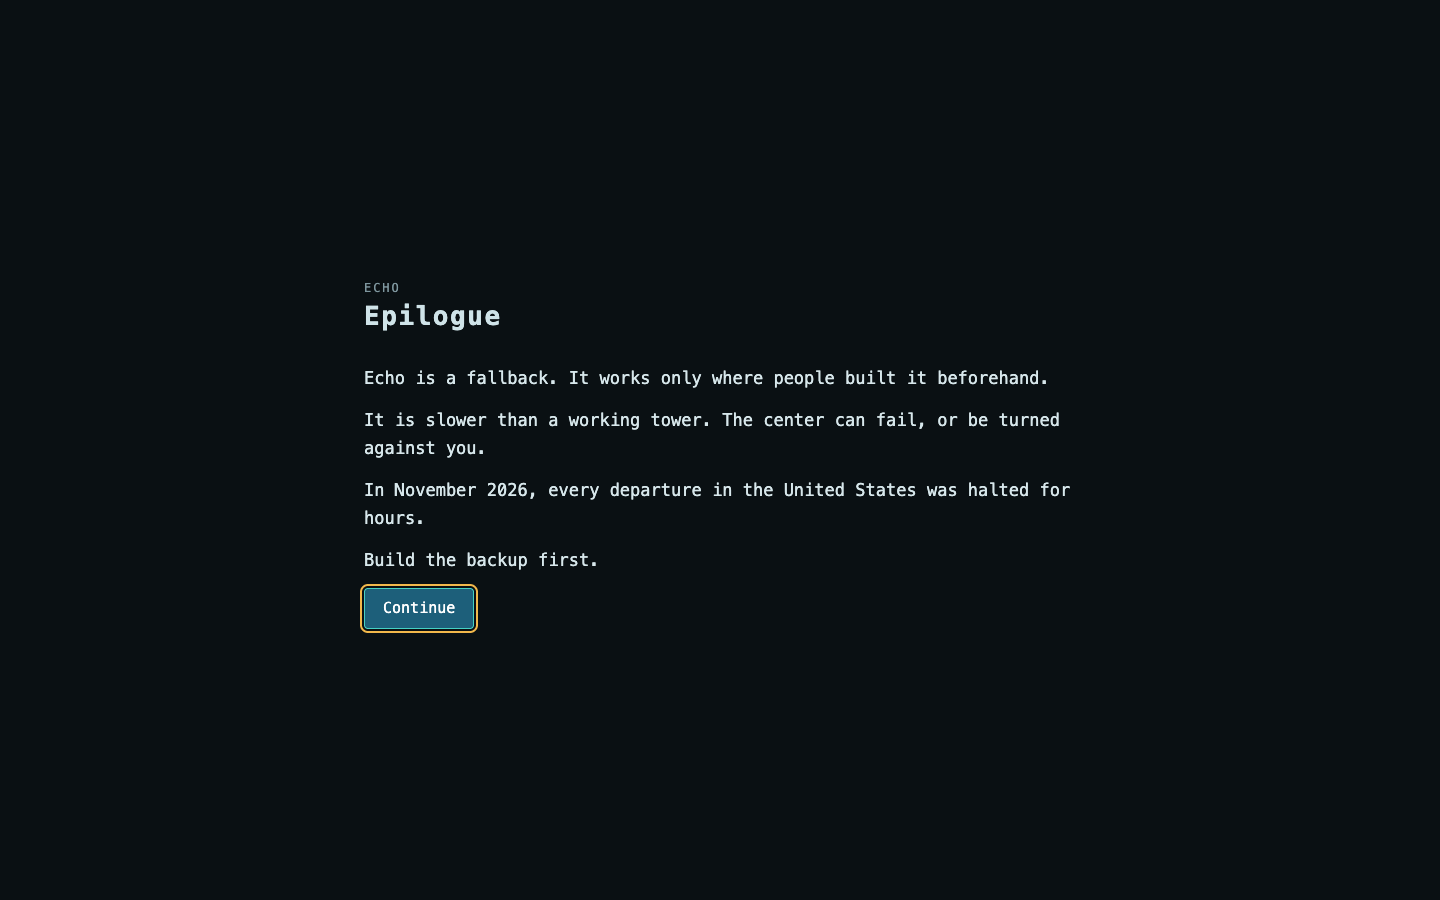 ECHO
Epilogue
Echo is a fallback. It works only where people built it beforehand.
It is slower than a working tower. The center can fail, or be turned
against you.
In November 2026, every departure in the United States was halted for
hours.
Build the backup first.
Continue